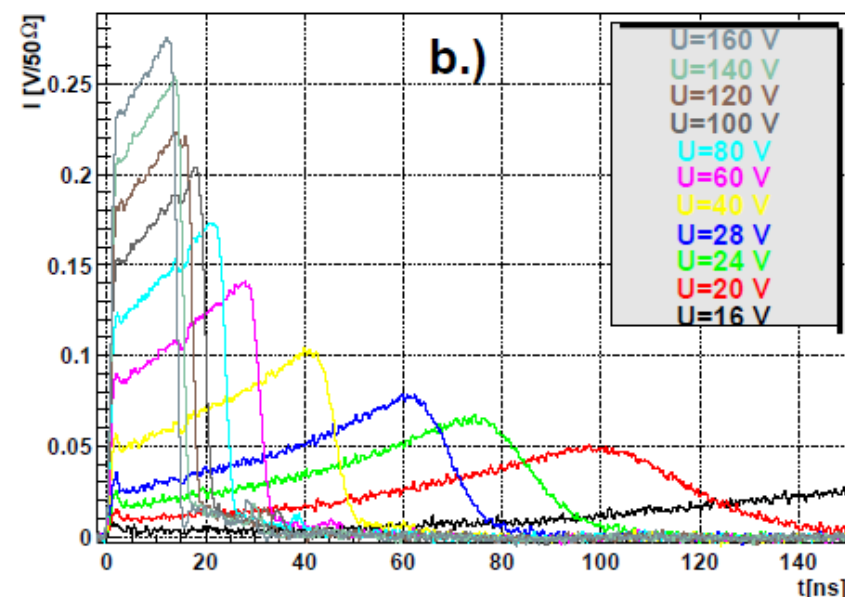 b.)
I [V/50Ω]
0.25
0.2
0.15
0.1
0.05
0
0 20 40 60 80 100 120 140
t[ns]
U=160 V
U=140 V
U=120 V
U=100 V
U=80 V
U=60 V
U=40 V
U=28 V
U=24 V
U=20 V
U=16 V